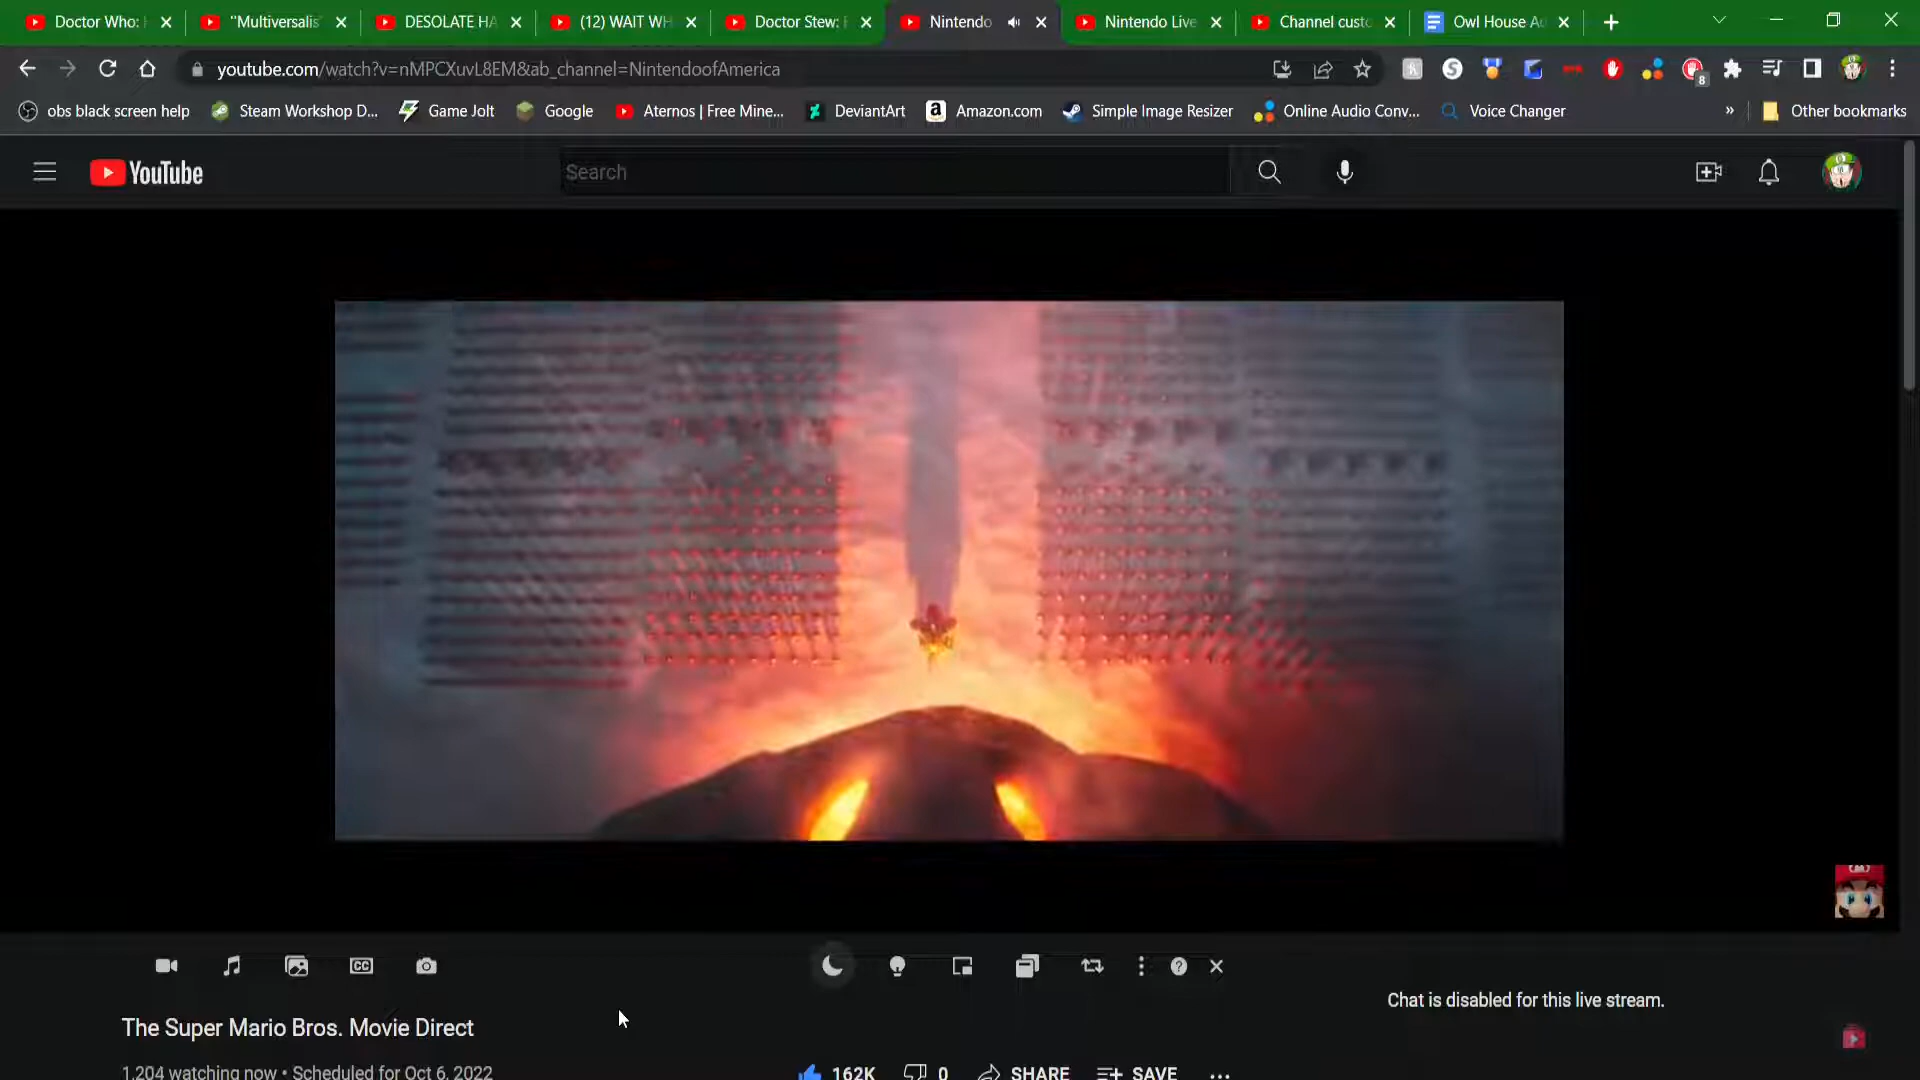 Doctor Who:
"Multiversalis
DESOLATE HA
(12) WAIT WH
Doctor Stew:
Nintendo
Nintendo Live
Channel custo
Owl House Ac
youtube.com/watch?v=nMPCXuvL8EM&ab_channel=NintendoofAmerica
8
obs black screen help
Steam Workshop D...
Game Jolt
Google
Aternos | Free Mine...
DeviantArt
Amazon.com
Simple Image Resizer
Online Audio Conv...
Voice Changer
»
Other bookmarks
YouTube
Search
CC
Chat is disabled for this live stream.
The Super Mario Bros. Movie Direct
1,204 watching now • Scheduled for Oct 6, 2022
162K
0
SHARE
SAVE